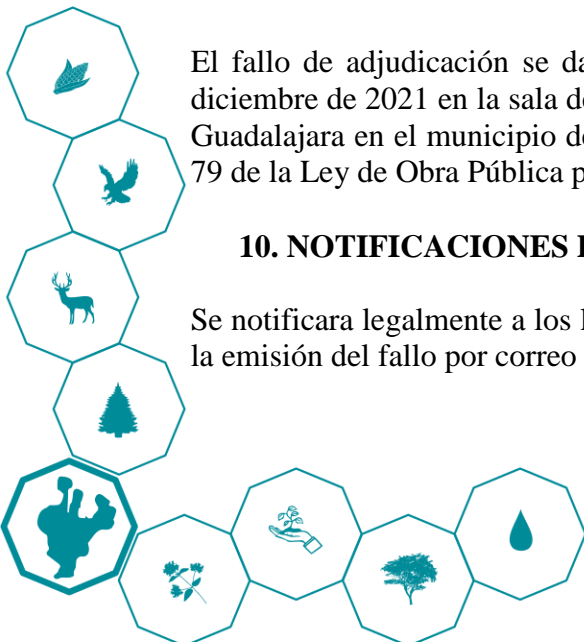 El fallo de adjudicación se da
diciembre de 2021 en la sala de
Guadalajara en el municipio de
79 de la Ley de Obra Pública p
10. NOTIFICACIONES
Se notificara legalmente a los
la emisión del fallo por correo